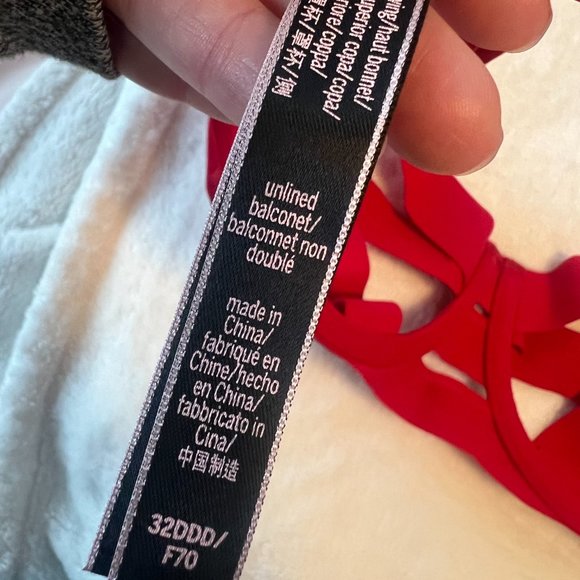 haut bonnet/
superior copa/copa/
unlined
balconet/
balconnet non
doublé
made in
China/
fabriqué en
Chine/hecho
en China/
fabbricato in
Cina/
中国制造
32DDD/
F70